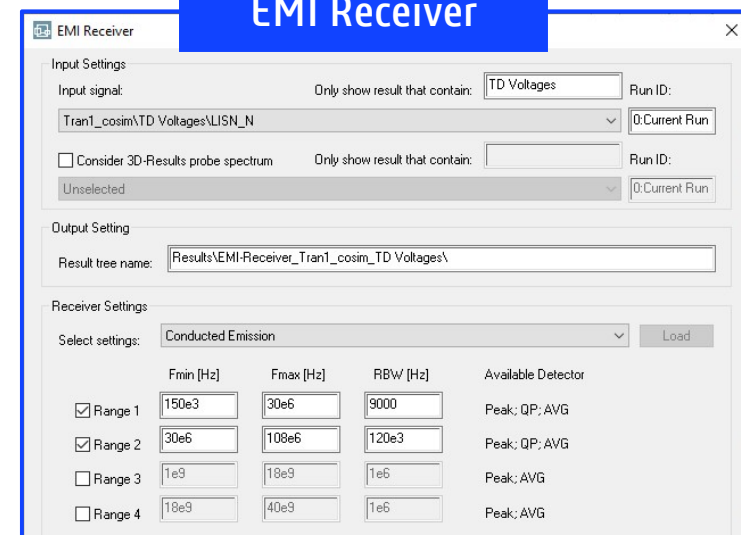 EMI Receiver
EMI Receiver
Input Settings
Input signal: Only show result that contain: TD Voltages Run ID:
Tran1_cosim\TD Voltages\LISN_N 0:Current Run
Consider 3D-Results probe spectrum Only show result that contain: Run ID:
Unselected 0:Current Run
Output Setting
Result tree name: Results\EMI-Receiver_Tran1_cosim_TD Voltages\
Receiver Settings
Select settings: Conducted Emission Load
Fmin [Hz] Fmax [Hz] RBW [Hz] Available Detector
Range 1 150e3 30e6 9000 Peak; QP; AVG
Range 2 30e6 108e6 120e3 Peak; QP; AVG
Range 3 1e9 18e9 1e6 Peak; AVG
Range 4 18e9 40e9 1e6 Peak; AVG